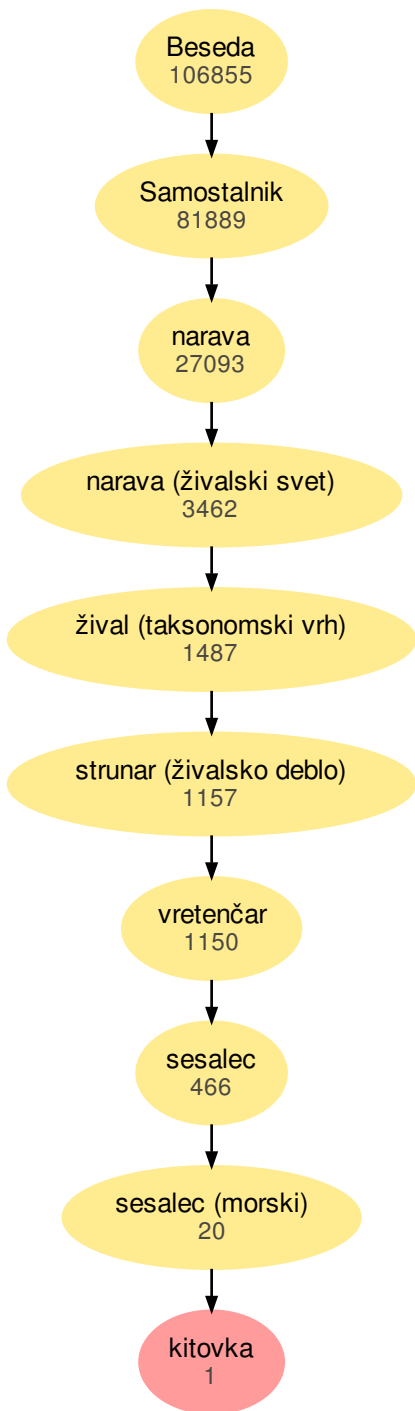 Beseda
106855
Samostalnik
81889
narava
27093
narava (živalski svet)
3462
žival (taksonomski vrh)
1487
strunar (živalsko deblo)
1157
vretenčar
1150
sesalec
466
sesalec (morski)
20
kitovka
1